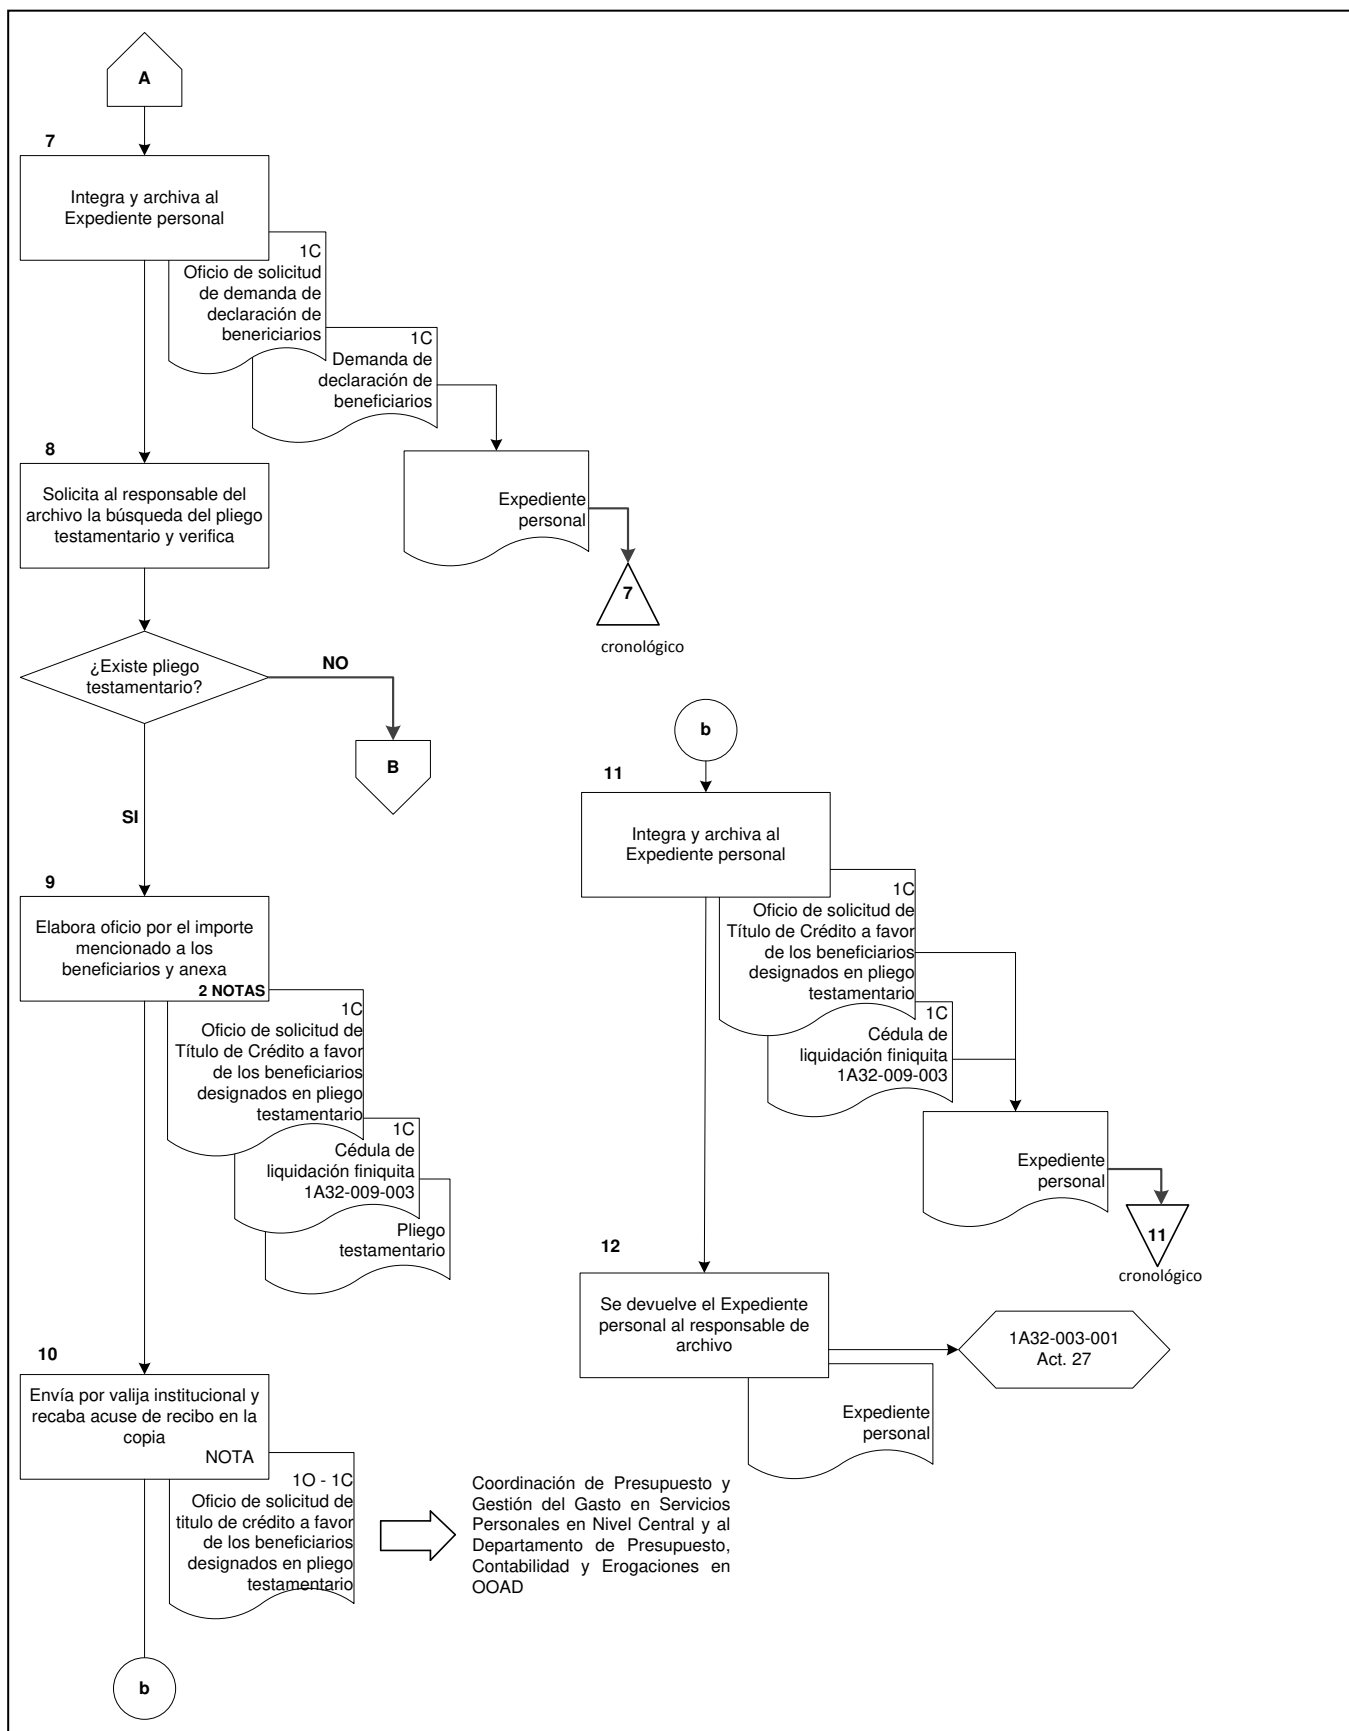 A
7
Integra y archiva al
Expediente personal
1C
Oficio de solicitud
de demanda de
declaración de
benericiarios
1C
Demanda de
declaración de
beneficiarios
Expediente
personal
7
cronológico
8
Solicita al responsable del
archivo la búsqueda del pliego
testamentario y verifica
¿Existe pliego
testamentario?
NO
B
SI
9
Elabora oficio por el importe
mencionado a los
beneficiarios y anexa
2 NOTAS
1C
Oficio de solicitud de
Título de Crédito a favor
de los beneficiarios
designados en pliego
testamentario
1C
Cédula de
liquidación finiquita
1A32-009-003
Pliego
testamentario
10
Envía por valija institucional y
recaba acuse de recibo en la
copia
NOTA
1O - 1C
Oficio de solicitud de
titulo de crédito a favor
de los beneficiarios
designados en pliego
testamentario
Coordinación de Presupuesto y
Gestión del Gasto en Servicios
Personales en Nivel Central y al
Departamento de Presupuesto,
Contabilidad y Erogaciones en
OOAD
b
b
11
Integra y archiva al
Expediente personal
1C
Oficio de solicitud de
Título de Crédito a favor
de los beneficiarios
designados en pliego
testamentario
1C
Cédula de
liquidación finiquita
1A32-009-003
Expediente
personal
11
cronológico
12
Se devuelve el Expediente
personal al responsable de
archivo
Expediente
personal
1A32-003-001
Act. 27